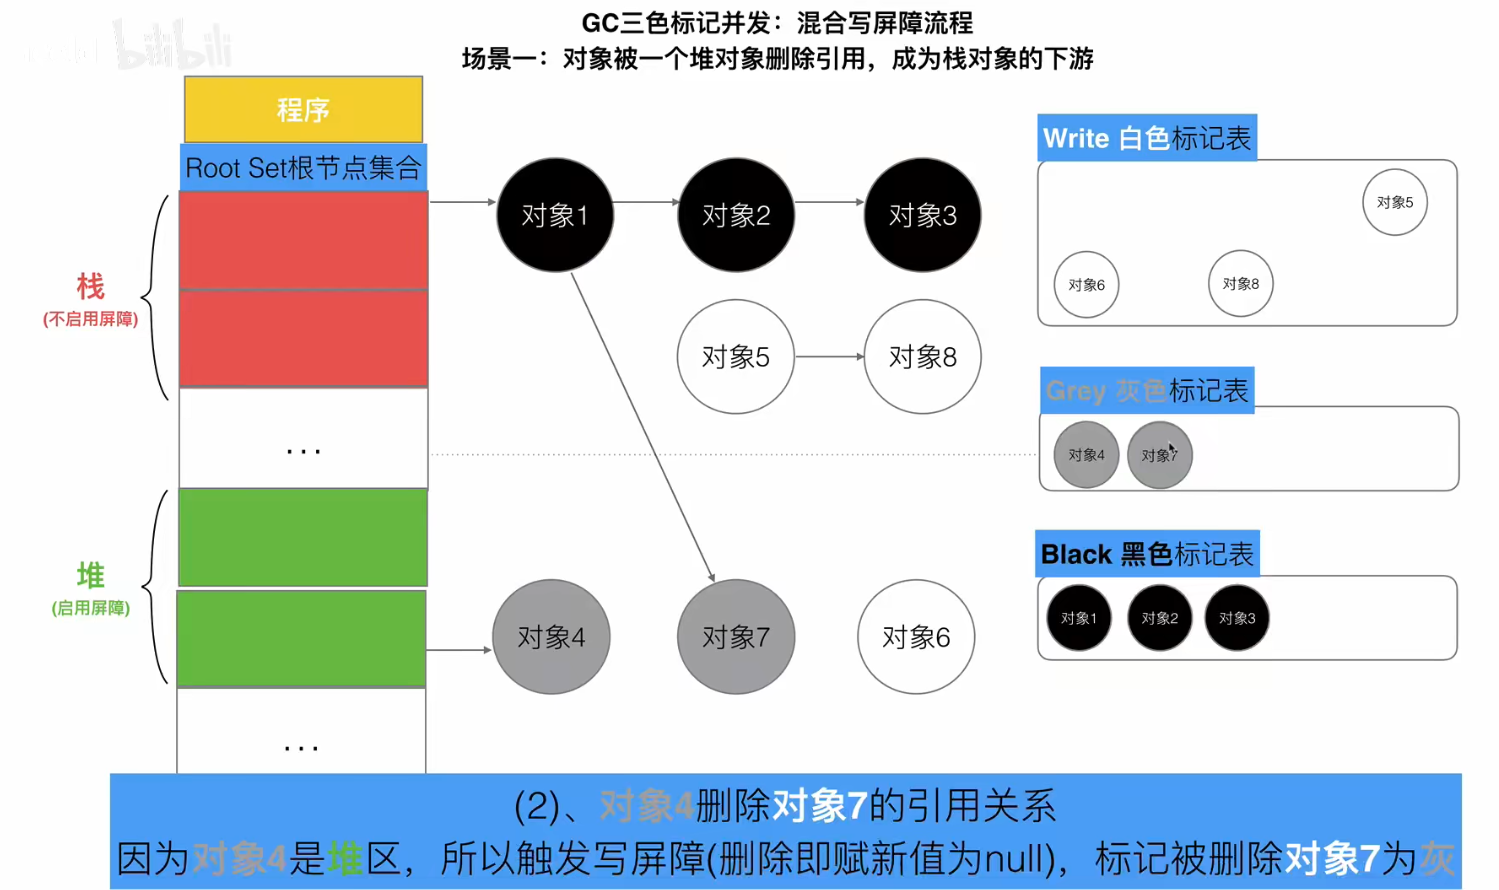 GC三色标记并发：混合写屏障流程
场景一：对象被一个堆对象删除引用，成为栈对象的下游
bilibili
程序
Root Set根节点集合
栈
(不启用屏障)
...
堆
(启用屏障)
...
对象1
对象2
对象3
对象5
对象8
对象4
对象7
对象6
Write 白色标记表
对象5
对象6
对象8
Grey 灰色标记表
对象4
对象7
Black 黑色标记表
对象1
对象2
对象3
(2)、对象4删除对象7的引用关系
因为对象4是堆区，所以触发写屏障(删除即赋新值为null)，标记被删除对象7为灰